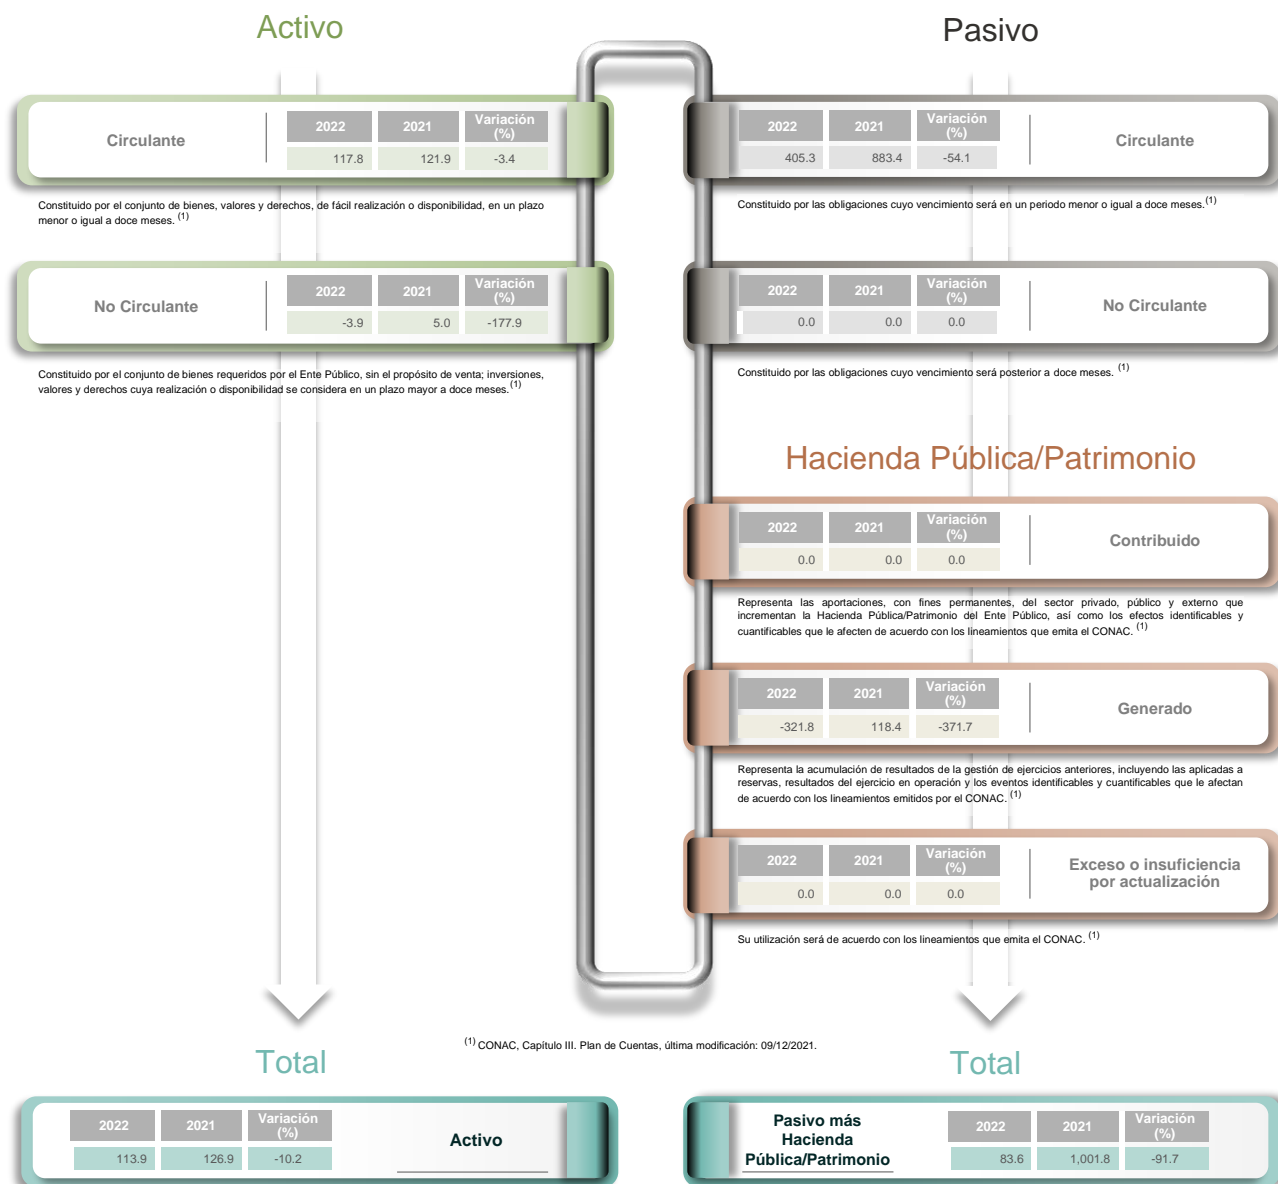 Activo
Circulante
2022 2021 Variación (%)
117.8 121.9 -3.4
Constituido por el conjunto de bienes, valores y derechos, de fácil realización o disponibilidad, en un plazo
menor o igual a doce meses. (1)
No Circulante
2022 2021 Variación (%)
-3.9 5.0 -177.9
Constituido por el conjunto de bienes requeridos por el Ente Público, sin el propósito de venta; inversiones,
valores y derechos cuya realización o disponibilidad se considera en un plazo mayor a doce meses. (1)
Pasivo
2022 2021 Variación (%)
405.3 883.4 -54.1
Circulante
Constituido por las obligaciones cuyo vencimiento será en un periodo menor o igual a doce meses. (1)
2022 2021 Variación (%)
0.0 0.0 0.0
No Circulante
Constituido por las obligaciones cuyo vencimiento será posterior a doce meses. (1)
Hacienda Pública/Patrimonio
2022 2021 Variación (%)
0.0 0.0 0.0
Contribuido
Representa las aportaciones, con fines permanentes, del sector privado, público y externo que
incrementan la Hacienda Pública/Patrimonio del Ente Público, así como los efectos identificables y
cuantificables que le afecten de acuerdo con los lineamientos que emita el CONAC. (1)
2022 2021 Variación (%)
-321.8 118.4 -371.7
Generado
Representa la acumulación de resultados de la gestión de ejercicios anteriores, incluyendo las aplicadas a
reservas, resultados del ejercicio en operación y los eventos identificables y cuantificables que le afectan
de acuerdo con los lineamientos emitidos por el CONAC. (1)
2022 2021 Variación (%)
0.0 0.0 0.0
Exceso o insuficiencia
por actualización
Su utilización será de acuerdo con los lineamientos que emita el CONAC. (1)
(1) CONAC, Capítulo III. Plan de Cuentas, última modificación: 09/12/2021.
Total
2022 2021 Variación (%)
113.9 126.9 -10.2
Activo
Total
Pasivo más
Hacienda
Pública/Patrimonio
2022 2021 Variación (%)
83.6 1,001.8 -91.7